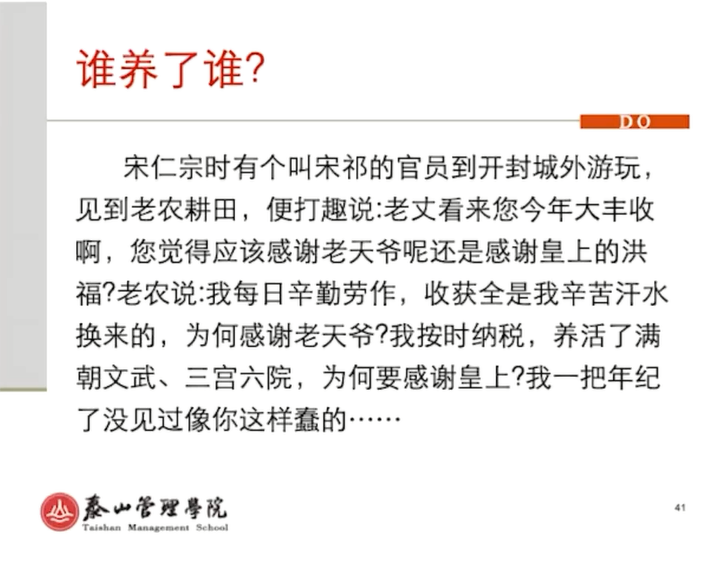 谁养了谁?
DO
宋仁宗时有个叫宋祁的官员到开封城外游玩，
见到老农耕田，便打趣说:老丈看来您今年大丰收
啊，您觉得应该感谢老天爷呢还是感谢皇上的洪
福?老农说:我每日辛勤劳作，收获全是我辛苦汗水
换来的，为何感谢老天爷?我按时纳税，养活了满
朝文武、三宫六院，为何要感谢皇上?我一把年纪
了没见过像你这样蠢的……
泰山管理學院
Taishan Management School
41